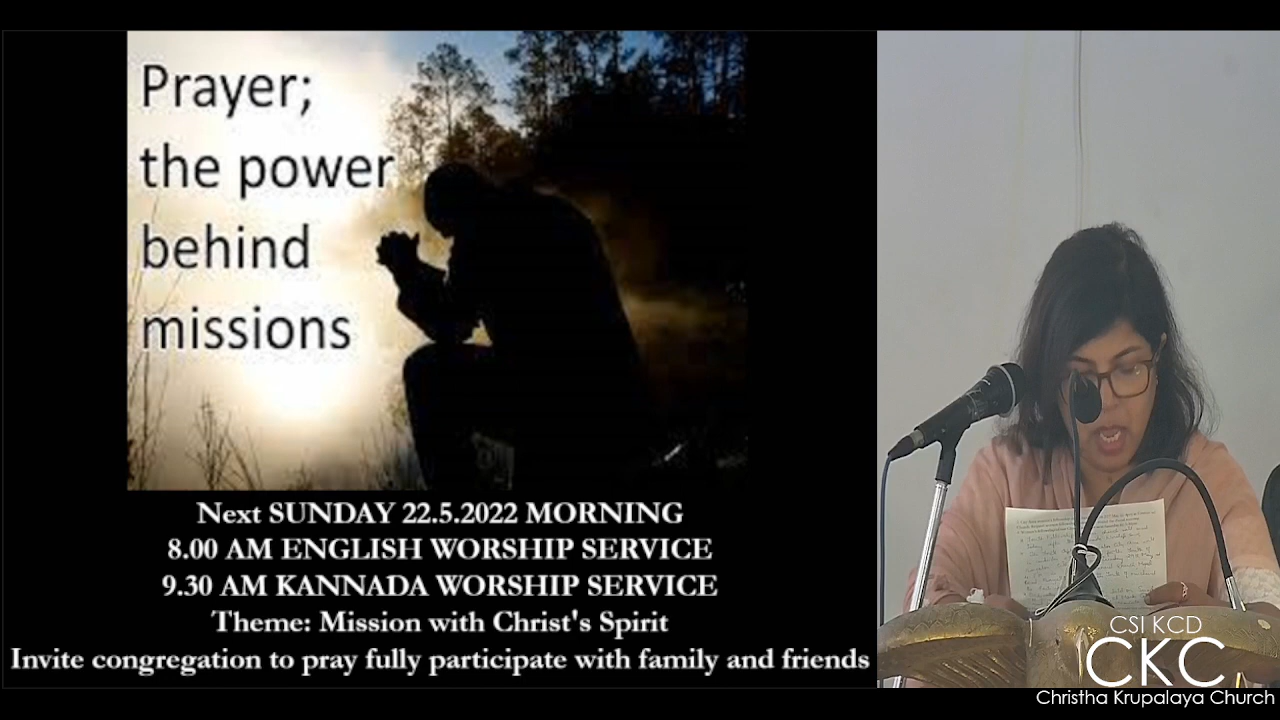 Prayer;
the power
behind
missions
Next SUNDAY 22.5.2022 MORNING
8.00 AM ENGLISH WORSHIP SERVICE
9.30 AM KANNADA WORSHIP SERVICE
Theme: Mission with Christ's Spirit
Invite congregation to pray fully participate with family and friends
CSI KCD
CKC
Christha Krupalaya Church